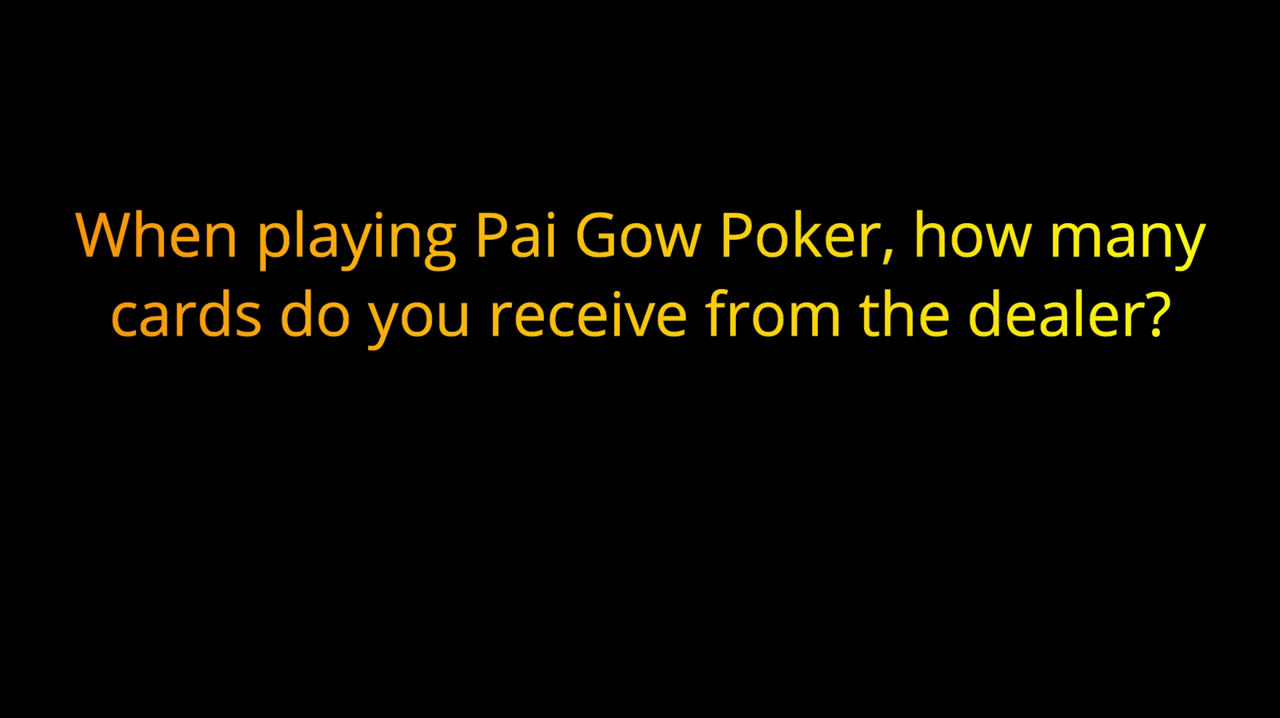 When playing Pai Gow Poker, how many
cards do you receive from the dealer?